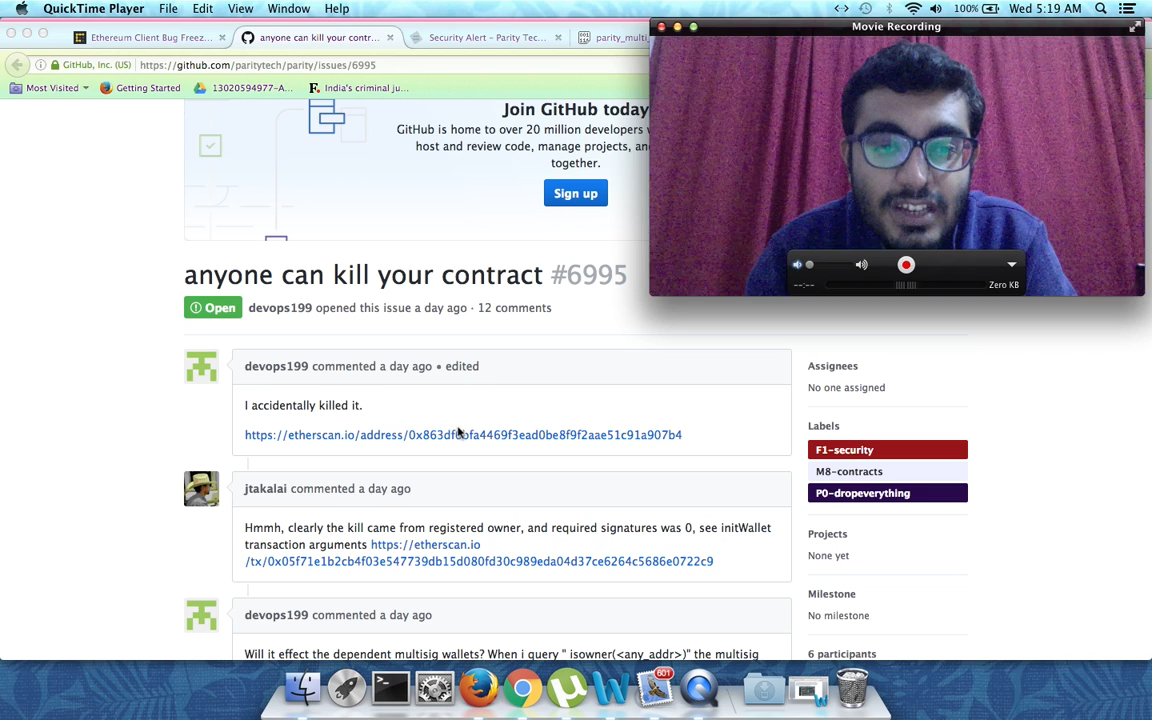 QuickTime Player File Edit View Window Help 100% Wed 5:19 AM
Ethereum Client Bug Freez... anyone can kill your contr... Security Alert – Parity Tec... parity_multi_
Movie Recording
GitHub, Inc. (US) https://github.com/paritytech/parity/issues/6995
Most Visited Getting Started 13020594977-A... India's criminal ju...
Join GitHub today
GitHub is home to over 20 million developers
host and review code, manage projects, an
together.
Sign up
--:-- Zero KB
anyone can kill your contract #6995
Open devops199 opened this issue a day ago · 12 comments
devops199 commented a day ago • edited
I accidentally killed it.
https://etherscan.io/address/0x863df6bfa4469f3ead0be8f9f2aae51c91a907b4
jtakalai commented a day ago
Hmmh, clearly the kill came from registered owner, and required signatures was 0, see initWallet
transaction arguments https://etherscan.io
/tx/0x05f71e1b2cb4f03e547739db15d080fd30c989eda04d37ce6264c5686e0722c9
devops199 commented a day ago
Will it effect the dependent multisig wallets? When i query " isowner(<any_addr>)" the multisig
Assignees
No one assigned
Labels
F1-security
M8-contracts
P0-dropeverything
Projects
None yet
Milestone
No milestone
6 participants
601